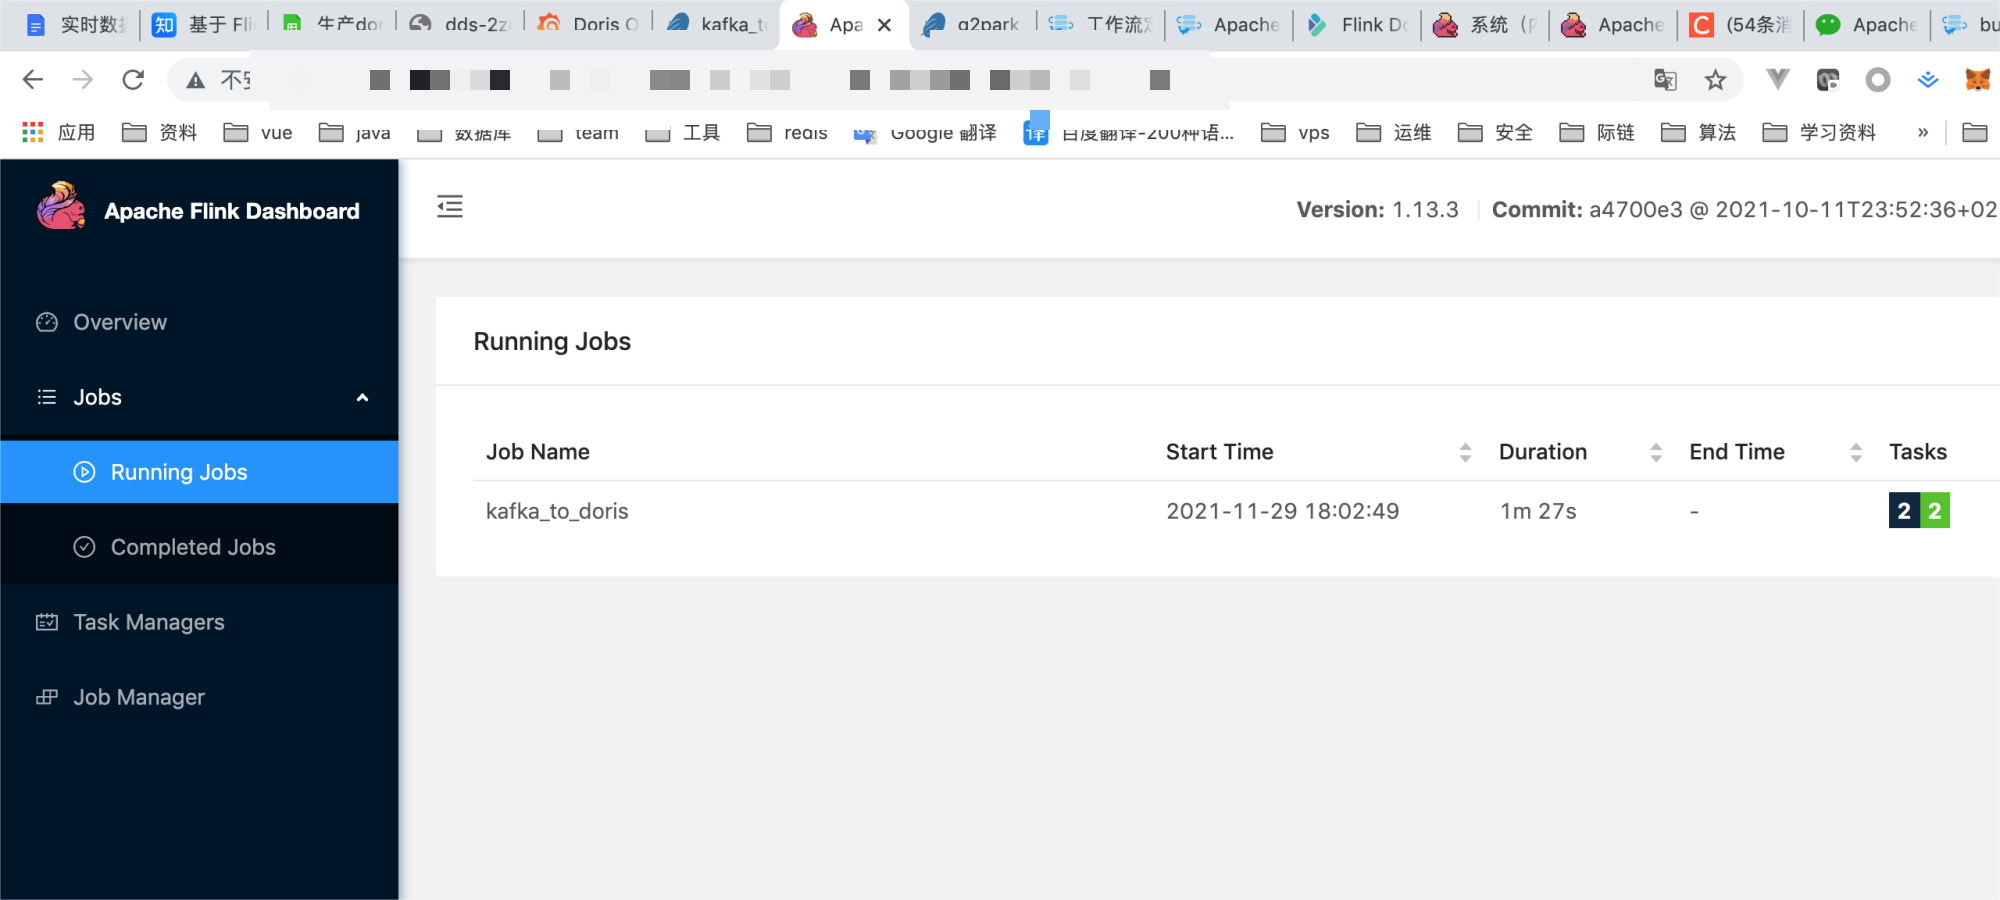 实时数 基于 Fli 生产dor dds-2z Doris O kafka_to Apa g2park 工作流 Apache Flink Do 系统 Apache (54条消 Apache bu
不安
应用 资料 vue java 数据库 team 工具 redis Google 翻译 百度翻译-200种语... vps 运维 安全 际链 算法 学习资料 »
Apache Flink Dashboard
Version: 1.13.3 Commit: a4700e3 @ 2021-10-11T23:52:36+02
Overview
Jobs
Running Jobs
Completed Jobs
Task Managers
Job Manager
Running Jobs
Job Name Start Time Duration End Time Tasks
kafka_to_doris 2021-11-29 18:02:49 1m 27s - 2 2